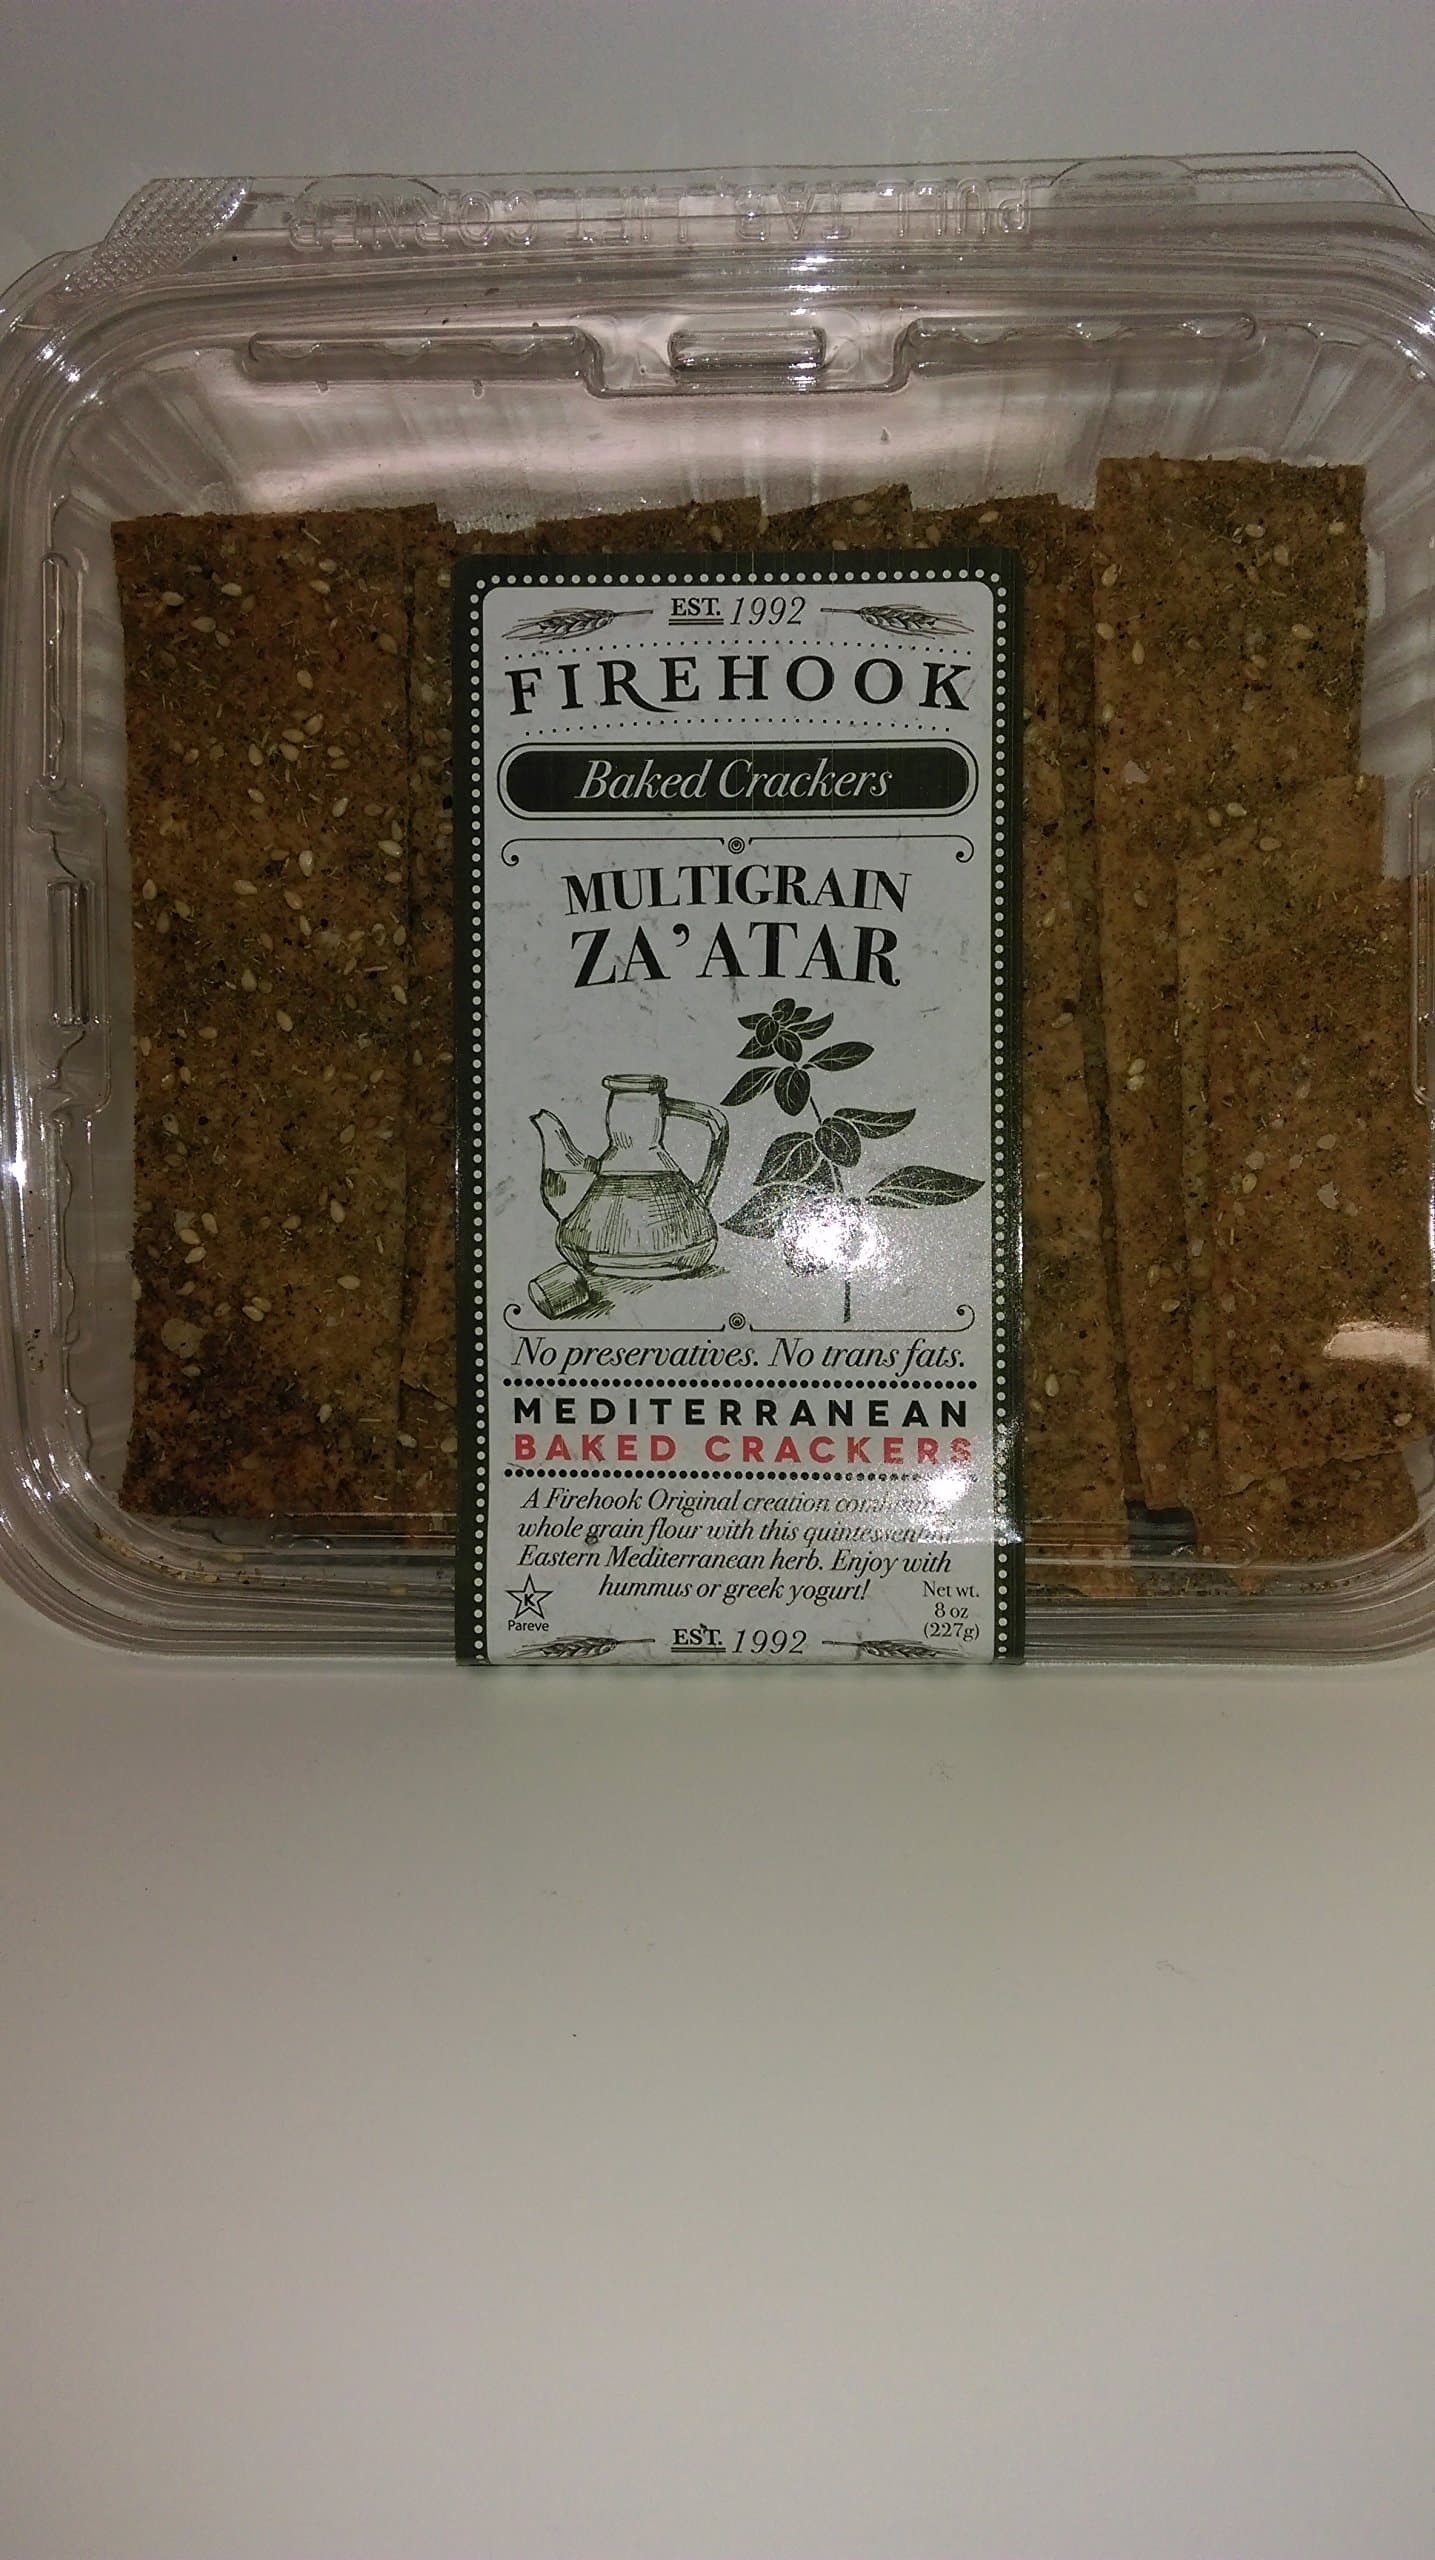 PULL TAB LIFT CORNER
EST. 1992
FIREHOOK
Baked Crackers
MULTIGRAIN
ZA'ATAR
No preservatives. No trans fats.
MEDITERRANEAN
BAKED CRACKERS
A Firehook Original creation combining
whole grain flour with this quintessential
Eastern Mediterranean herb. Enjoy with
hummus or greek yogurt!
K
Pareve
Net wt.
8 oz
(227g)
EST. 1992